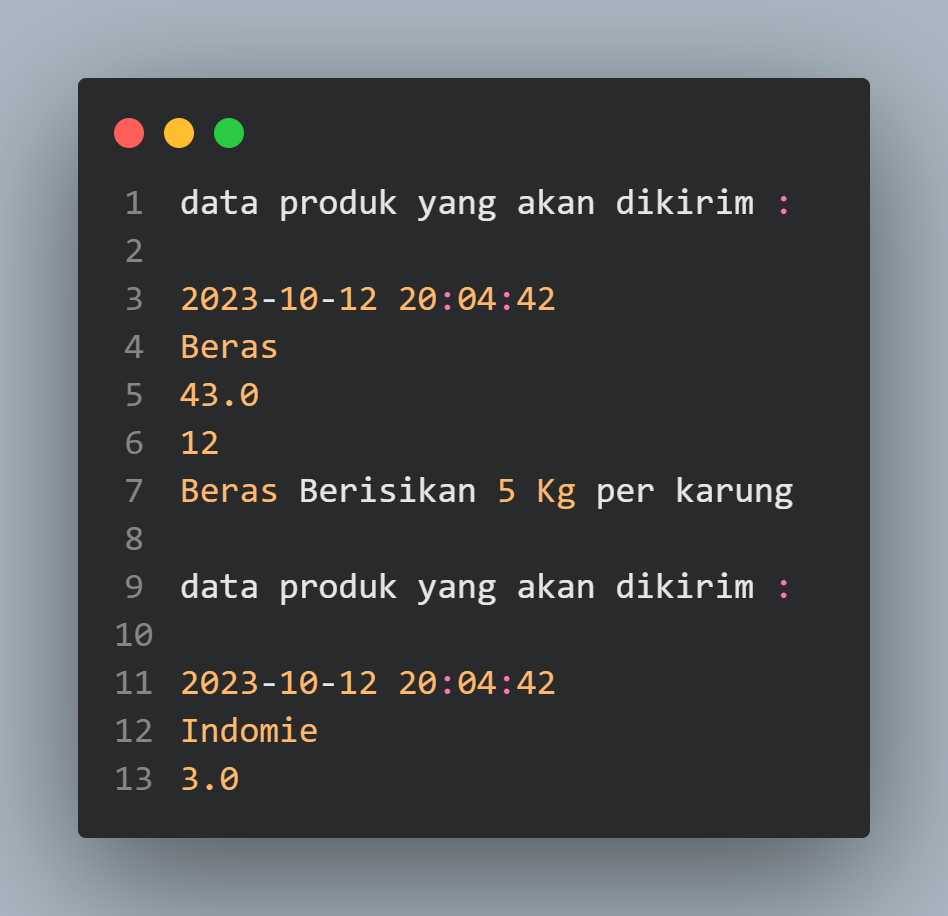 1 data produk yang akan dikirim :
2
3 2023-10-12 20:04:42
4 Beras
5 43.0
6 12
7 Beras Berisikan 5 Kg per karung
8
9 data produk yang akan dikirim :
10
11 2023-10-12 20:04:42
12 Indomie
13 3.0